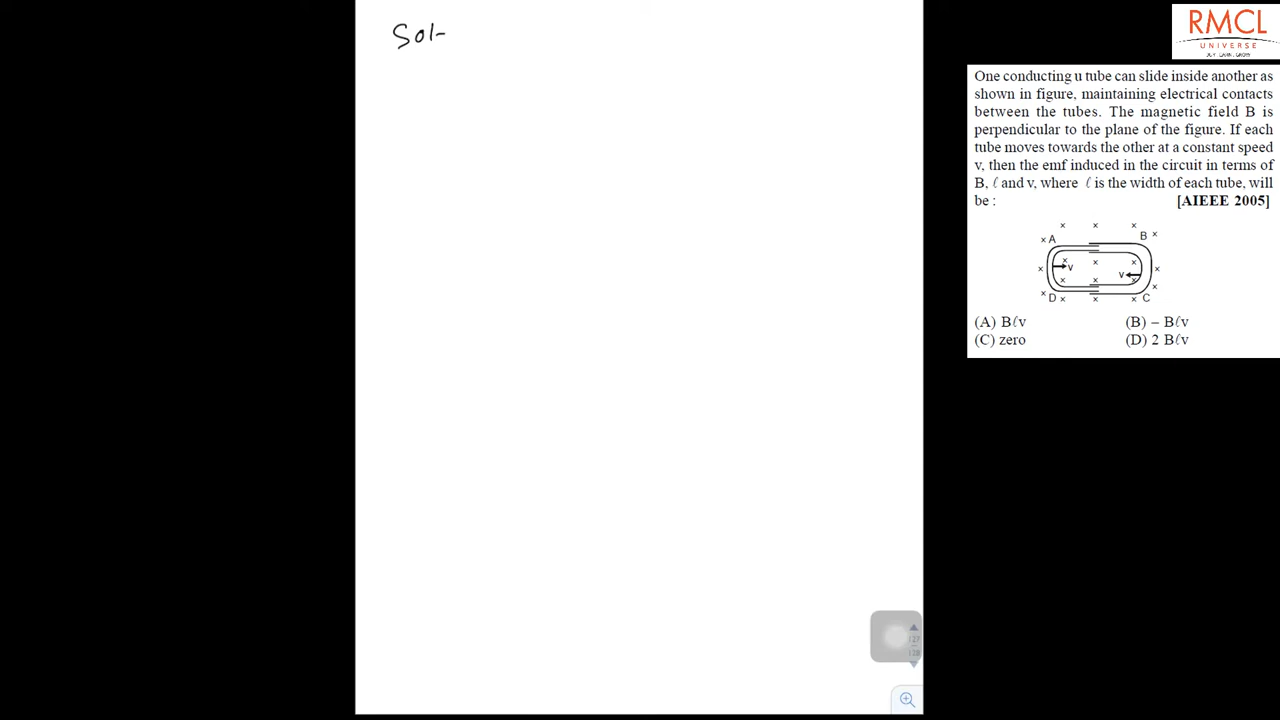 Sol-
RMCL
UNIVERSE
One conducting u tube can slide inside another as
shown in figure, maintaining electrical contacts
between the tubes. The magnetic field B is
perpendicular to the plane of the figure. If each
tube moves towards the other at a constant speed
v, then the emf induced in the circuit in terms of
B, ℓ and v, where ℓ is the width of each tube, will
be : [AIEEE 2005]
× × ×
× A B ×
× × × ×
× v v ×
× × × ×
× D × × × C
(A) Bℓv (B) – Bℓv
(C) zero (D) 2 Bℓv